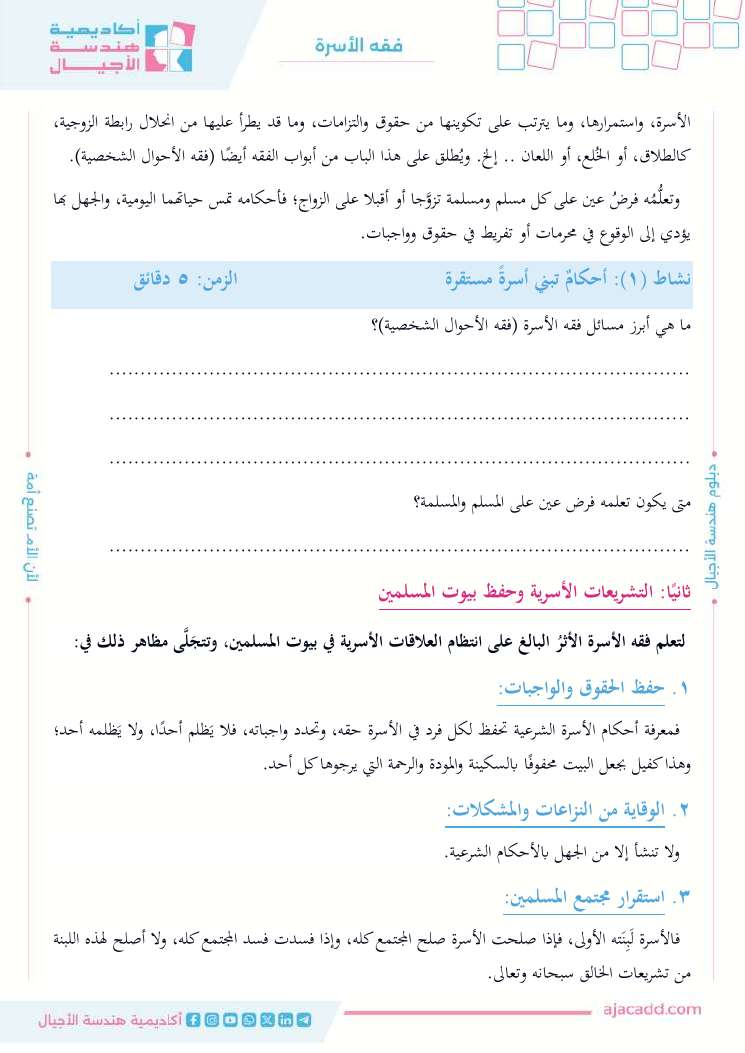 أكاديمية
هندسة
الأجيال
فقه الأسرة
الأسرة، واستمرارها، وما يترتب على تكوينها من حقوق والتزامات، وما قد يطرأ عليها من انحلال رابطة الزوجية،
كالطلاق، أو الخُلع، أو اللعان .. إلخ. ويُطلق على هذا الباب من أبواب الفقه أيضًا (فقه الأحوال الشخصية).
وتعلُّمُه فرضُ عين على كل مسلم ومسلمة تزوَّجا أو أقبلا على الزواج؛ فأحكامه تمس حياتهما اليومية، والجهل بها
يؤدي إلى الوقوع في محرمات أو تفريط في حقوق وواجبات.
نشاط (١): أحكامٌ تبني أسرةً مستقرة الزمن: ٥ دقائق
ما هي أبرز مسائل فقه الأسرة (فقه الأحوال الشخصية)؟
..............................................................................................
..............................................................................................
..............................................................................................
متى يكون تعلمه فرض عين على المسلم والمسلمة؟
..............................................................................................
ثانيًا: التشريعات الأسرية وحفظ بيوت المسلمين
لتعلم فقه الأسرة الأثرُ البالغ على انتظام العلاقات الأسرية في بيوت المسلمين، وتتجَلَّى مظاهر ذلك في:
١. حفظ الحقوق والواجبات:
فمعرفة أحكام الأسرة الشرعية تحفظ لكل فرد في الأسرة حقه، وتحدد واجباته، فلا يَظلم أحدًا، ولا يَظلمه أحد؛
وهذا كفيل بجعل البيت محفوفًا بالسكينة والمودة والرحمة التي يرجوها كل أحد.
٢. الوقاية من النزاعات والمشكلات:
ولا تنشأ إلا من الجهل بالأحكام الشرعية.
٣. استقرار مجتمع المسلمين:
فالأسرة لَبِنَته الأولى، فإذا صلحت الأسرة صلح المجتمع كله، وإذا فسدت فسد المجتمع كله، ولا أصلح لهذه اللبنة
من تشريعات الخالق سبحانه وتعالى.
دبلوم هندسة الأجيال
لأن الأم تصنع أمة
ajacadd.com
أكاديمية هندسة الأجيال